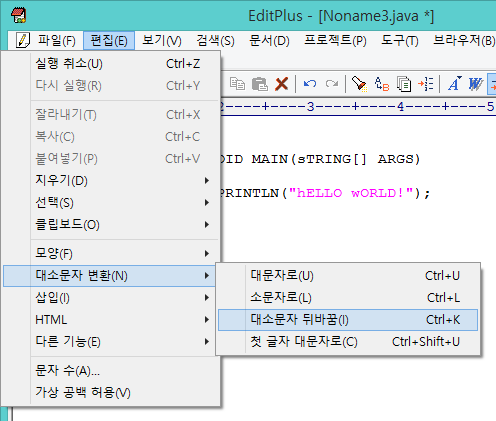 EditPlus - [Noname3.java *]
파일(F) 편집(E) 보기(V) 검색(S) 문서(D) 프로젝트(P) 도구(T) 브라우저(B)
실행 취소(U) Ctrl+Z
다시 실행(R) Ctrl+Y
잘라내기(T) Ctrl+X
복사(C) Ctrl+C
붙여넣기(P) Ctrl+V
지우기(D)
선택(S)
클립보드(O)
모양(F)
대소문자 변환(N)
삽입(I)
HTML
다른 기능(E)
문자 수(A)...
가상 공백 허용(V)
A A W
2----+----3----+----4----+----5
OID MAIN(sTRING[] ARGS)
PRINTLN("hELLO wORLD!");
대문자로(U) Ctrl+U
소문자로(L) Ctrl+L
대소문자 뒤바꿈(I) Ctrl+K
첫 글자 대문자로(C) Ctrl+Shift+U